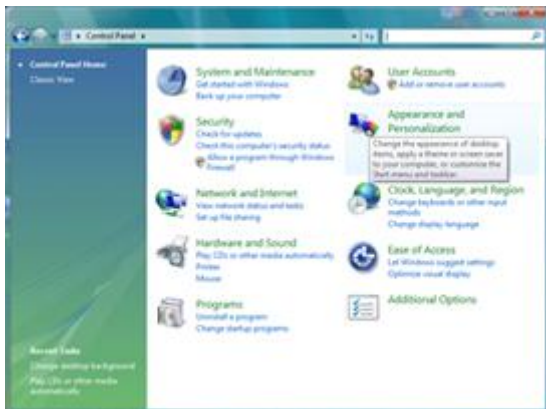 Control Panel
Control Panel Home
Classic View
System and Maintenance
Get started with Windows
Back up your computer
Security
Check for updates
Check this computer's security status
Allow a program through Windows
Firewall
Network and Internet
View network status and tasks
Set up file sharing
Hardware and Sound
Play CDs or other media automatically
Printer
Mouse
Programs
Uninstall a program
Change startup programs
User Accounts
Add or remove user accounts
Appearance and
Personalization
Change the appearance of desktop
items, apply a theme or screen saver
to your computer, or customize the
Start menu and taskbar.
Clock, Language, and Region
Change keyboards or other input
methods
Change display language
Ease of Access
Let Windows suggest settings
Optimize visual display
Additional Options
Recent Tasks
Change desktop background
Play CDs or other media
automatically